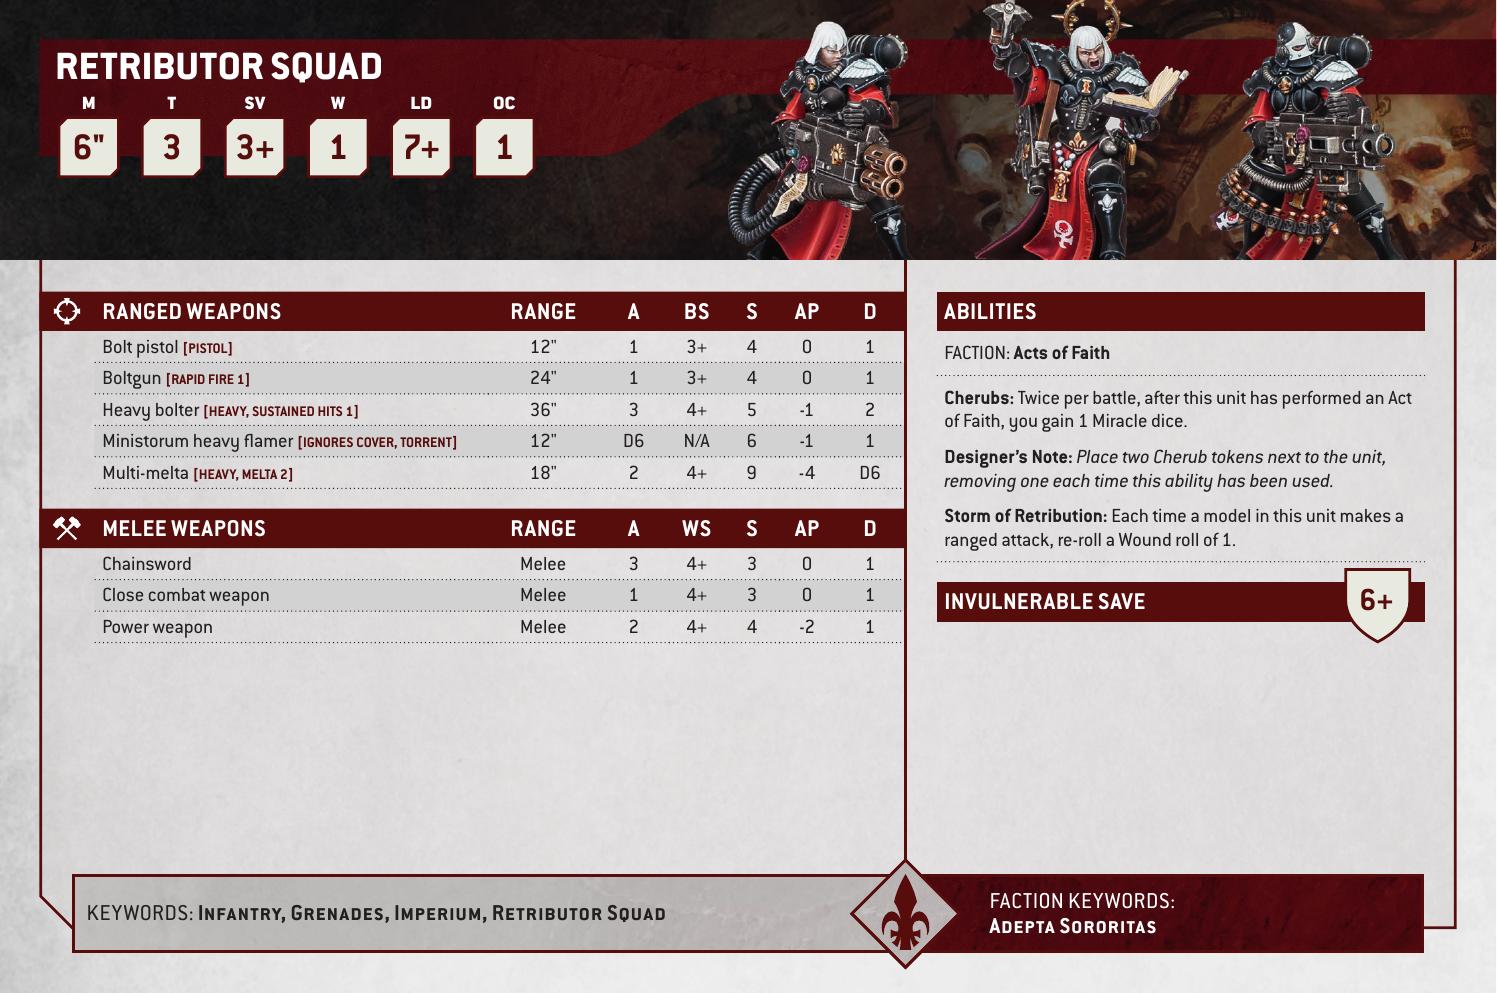 RETRIBUTOR SQUAD
M T SV W LD OC
6" 3 3+ 1 7+ 1
RANGED WEAPONS RANGE A BS S AP D
Bolt pistol [PISTOL] 12" 1 3+ 4 0 1
Boltgun [RAPID FIRE 1] 24" 1 3+ 4 0 1
Heavy bolter [HEAVY, SUSTAINED HITS 1] 36" 3 4+ 5 -1 2
Ministorum heavy flamer [IGNORES COVER, TORRENT] 12" D6 N/A 6 -1 1
Multi-melta [HEAVY, MELTA 2] 18" 2 4+ 9 -4 D6
MELEE WEAPONS RANGE A WS S AP D
Chainsword Melee 3 4+ 3 0 1
Close combat weapon Melee 1 4+ 3 0 1
Power weapon Melee 2 4+ 4 -2 1
ABILITIES
FACTION: Acts of Faith
Cherubs: Twice per battle, after this unit has performed an Act
of Faith, you gain 1 Miracle dice.
Designer's Note: Place two Cherub tokens next to the unit,
removing one each time this ability has been used.
Storm of Retribution: Each time a model in this unit makes a
ranged attack, re-roll a Wound roll of 1.
INVULNERABLE SAVE 6+
KEYWORDS: INFANTRY, GRENADES, IMPERIUM, RETRIBUTOR SQUAD
FACTION KEYWORDS:
ADEPTA SORORITAS